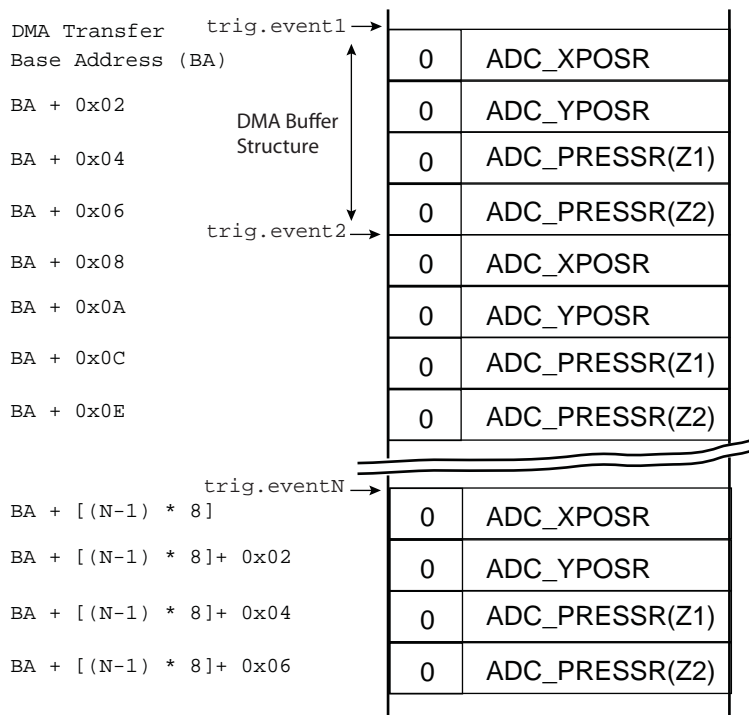 DMA Transfer trig.event1
Base Address (BA) 0 ADC_XPOSR
BA + 0x02 0 ADC_YPOSR
DMA Buffer
Structure
BA + 0x04 0 ADC_PRESSR(Z1)
BA + 0x06 0 ADC_PRESSR(Z2)
trig.event2
BA + 0x08 0 ADC_XPOSR
BA + 0x0A 0 ADC_YPOSR
BA + 0x0C 0 ADC_PRESSR(Z1)
BA + 0x0E 0 ADC_PRESSR(Z2)
trig.eventN
BA + [(N-1) * 8] 0 ADC_XPOSR
BA + [(N-1) * 8]+ 0x02 0 ADC_YPOSR
BA + [(N-1) * 8]+ 0x04 0 ADC_PRESSR(Z1)
BA + [(N-1) * 8]+ 0x06 0 ADC_PRESSR(Z2)